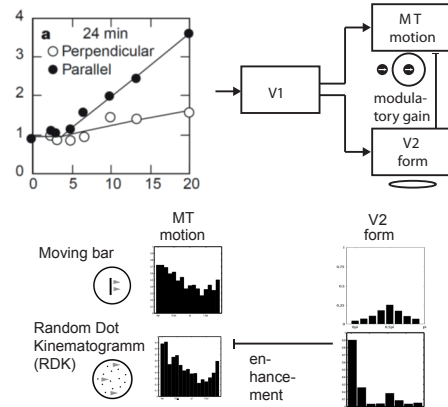 4
a 24 min
Perpendicular
3
Parallel
2
1
0
0 5 10 15 20
V1
MT
motion
modula-
tory gain
V2
form
MT
motion
V2
form
Moving bar
Random Dot
Kinematogramm
(RDK)
en-
hance-
ment